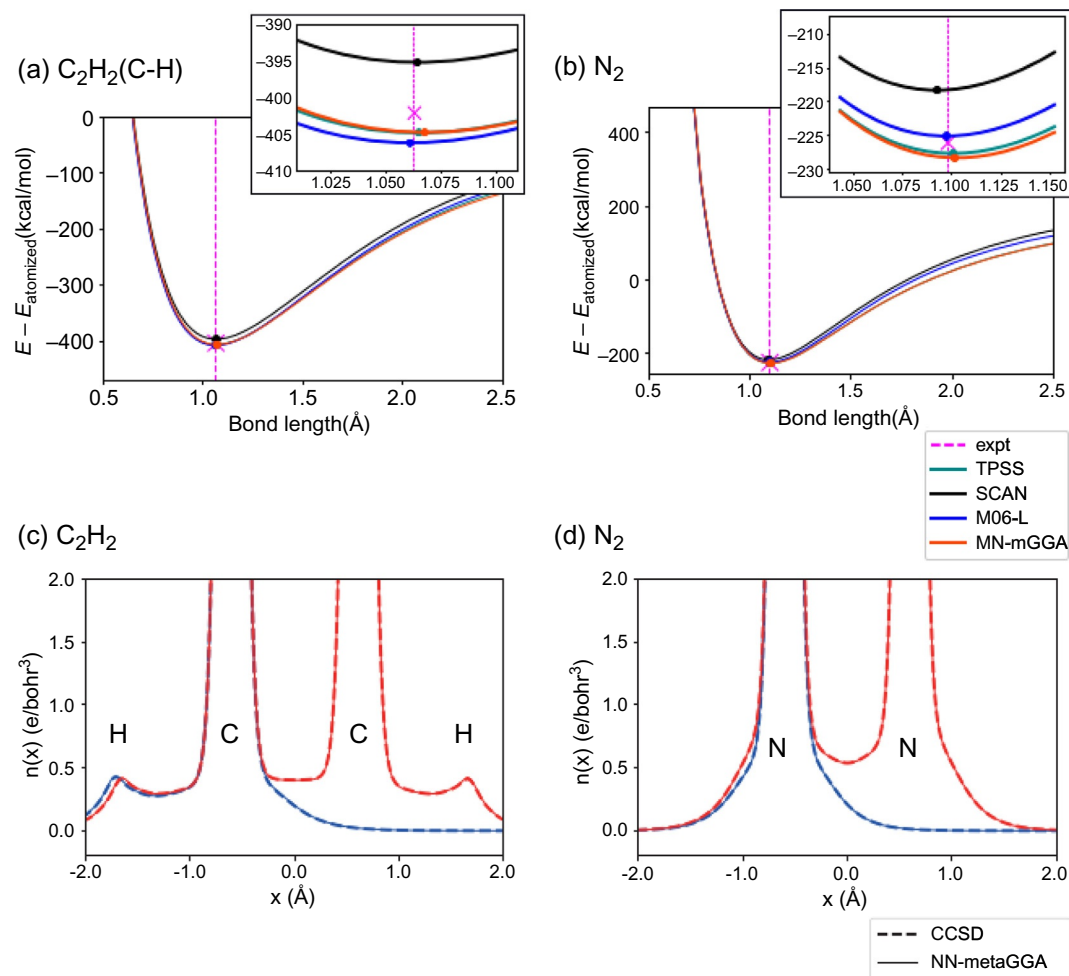 (a) C₂H₂(C-H)
E − E_atomized(kcal/mol)
0
−100
−200
−300
−400
0.5 1.0 1.5 2.0 2.5
Bond length(Å)
−390
−395
−400
−405
−410
1.025 1.050 1.075 1.100
(b) N₂
E − E_atomized(kcal/mol)
400
200
0
−200
0.5 1.0 1.5 2.0 2.5
Bond length(Å)
−210
−215
−220
−225
−230
1.050 1.075 1.100 1.125 1.150
expt
TPSS
SCAN
M06-L
MN-mGGA
(c) C₂H₂
n(x) (e/bohr³)
2.0
1.5
1.0
0.5
0.0
H C C H
-2.0 -1.0 0.0 1.0 2.0
x (Å)
(d) N₂
n(x) (e/bohr³)
2.0
1.5
1.0
0.5
0.0
N N
-2.0 -1.0 0.0 1.0 2.0
x (Å)
CCSD
NN-metaGGA